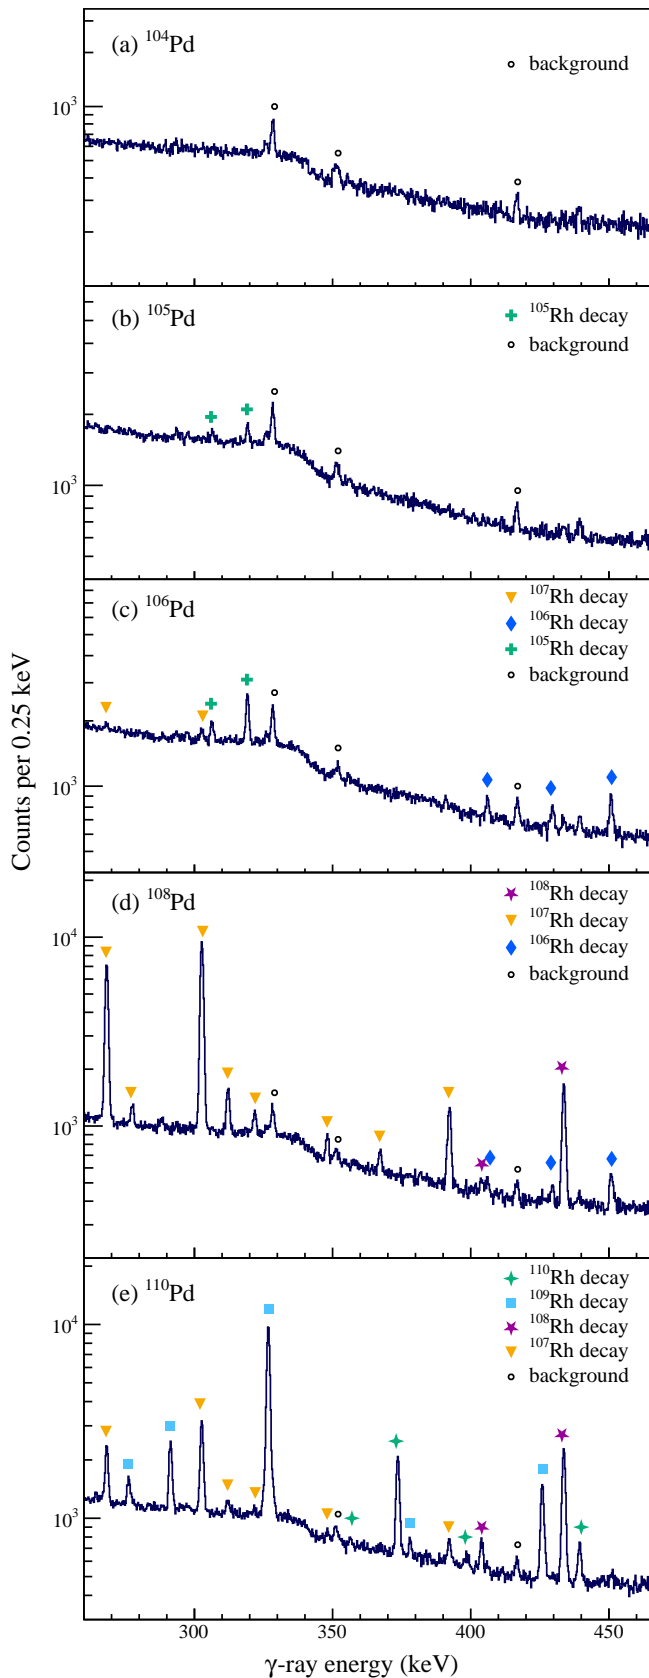 (a) ¹⁰⁴Pd
background
10³
(b) ¹⁰⁵Pd
¹⁰⁵Rh decay
background
10³
(c) ¹⁰⁶Pd
¹⁰⁷Rh decay
¹⁰⁶Rh decay
¹⁰⁵Rh decay
background
10³
Counts per 0.25 keV
(d) ¹⁰⁸Pd
¹⁰⁸Rh decay
¹⁰⁷Rh decay
¹⁰⁶Rh decay
background
10⁴
10³
(e) ¹¹⁰Pd
¹¹⁰Rh decay
¹⁰⁹Rh decay
¹⁰⁸Rh decay
¹⁰⁷Rh decay
background
10⁴
10³
300 350 400 450
γ-ray energy (keV)